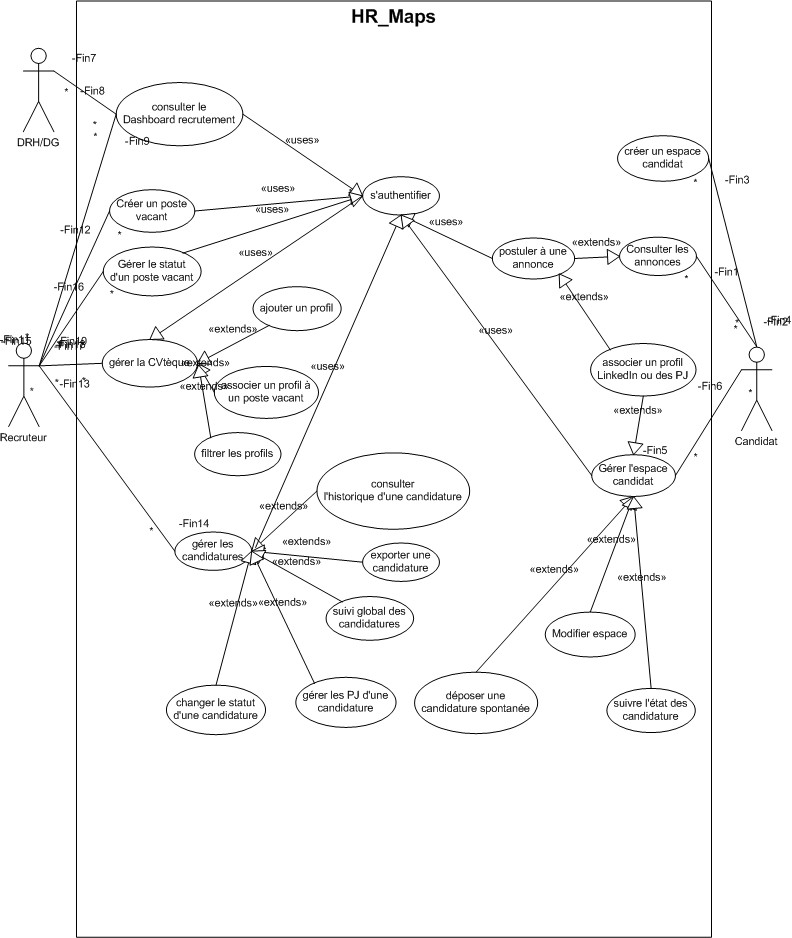 HR_Maps
-Fin7
*
-Fin8
DRH/DG
consulter le
Dashboard recrutement
*
*
-Fin9
«uses»
créer un espace
candidat
*
-Fin3
s'authentifier
«uses»
Créer un poste
vacant
*
«uses»
«uses»
-Fin12
postuler à une
annonce
«extends»
Consulter les
annonces
*
-Fin1
«uses»
Gérer le statut
d'un poste vacant
*
-Fin16
«extends»
ajouter un profil
«extends»
*
*
-Fin2
«uses»
gérer la CVtèque
«extends»
«uses»
associer un profil
LinkedIn ou des PJ
*
-Fin13
*
*
«extends»
associer un profil à
un poste vacant
-Fin6
*
Recruteur
«extends»
Candidat
filtrer les profils
-Fin5
*
Gérer l'espace
candidat
consulter
l'historique d'une candidature
«extends»
-Fin14
*
gérer les
candidatures
«extends»
«extends»
exporter une
candidature
«extends»
«extends»
«extends»
«extends»
«extends»
suivi global des
candidatures
Modifier espace
changer le statut
d'une candidature
gérer les PJ d'une
candidature
déposer une
candidature spontanée
suivre l'état des
candidature